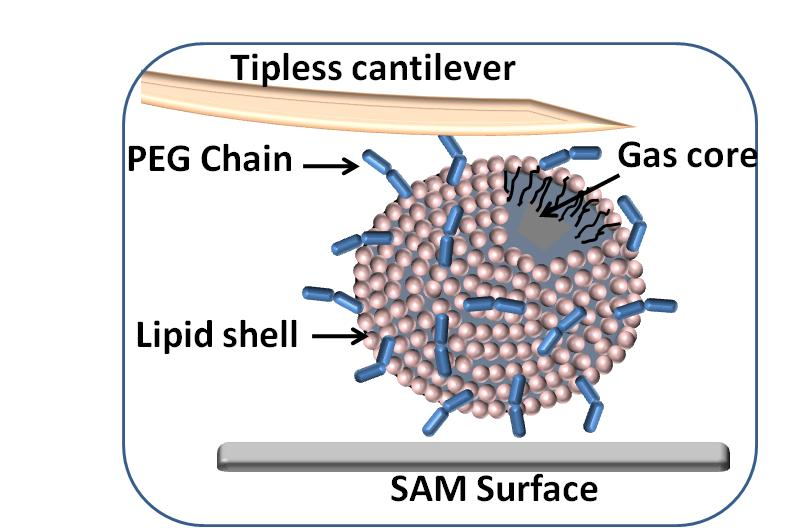 Tipless cantilever
PEG Chain
Gas core
Lipid shell
SAM Surface